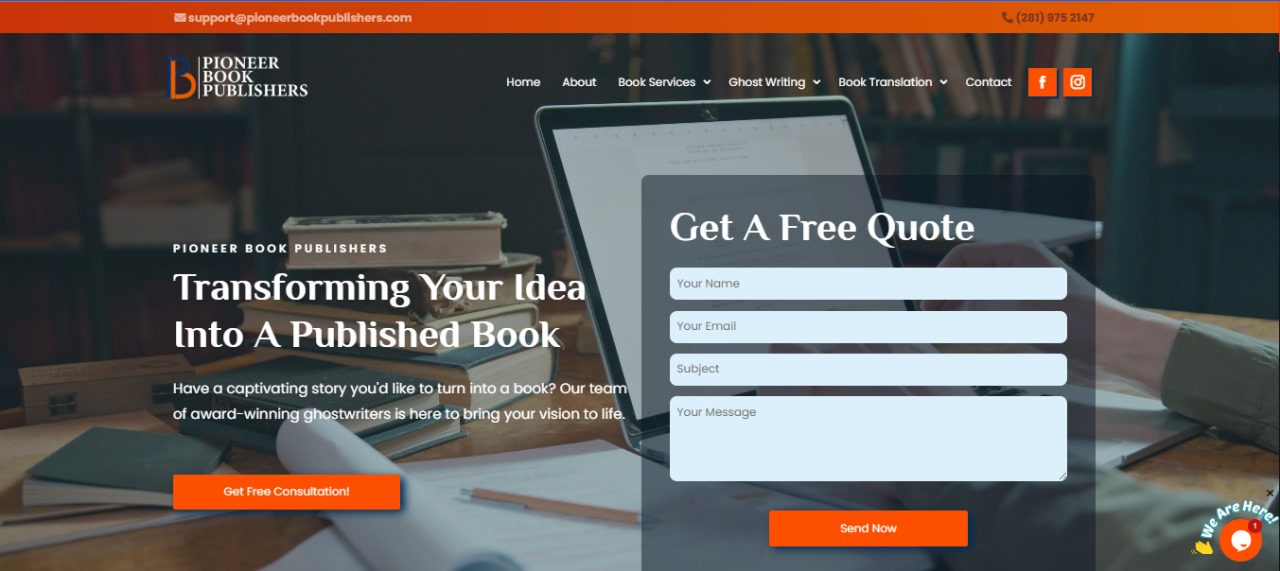 support@pioneerbookpublishers.com
(281) 975 2147
PIONEER
BOOK
PUBLISHERS
Home About Book Services Ghost Writing Book Translation Contact
Get A Free Quote
Your Name
Your Email
Subject
Your Message
Send Now
PIONEER BOOK PUBLISHERS
Transforming Your Idea
Into A Published Book
Have a captivating story you'd like to turn into a book? Our team
of award-winning ghostwriters is here to bring your vision to life.
Get Free Consultation!
We Are Here!
1